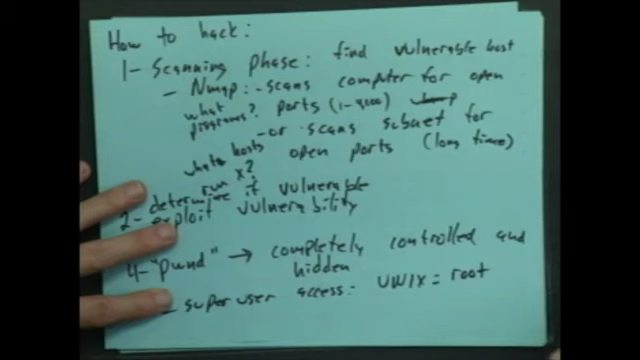 How to hack:
1- Scanning phase: find vulnerable host
- Nmap: - scans computer for open
what programs? ports (1-9000)
- or scans subnet for
what hosts open ports (long time)
run x?
determine if vulnerable
2- exploit vulnerability
4- "pwnd" → completely controlled and
hidden
- super user access: UNIX = root